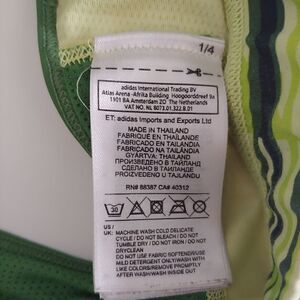 1/4
adidas International Trading BV
Atlas Arena -Afrika Building Hoogoorddreef 9a
1101 BA Amsterdam ZO The Netherlands
VAT NO. NL 8073.01.322.B.01
ET: adidas Imports and Exports Ltd
MADE IN THAILAND
FABRIQUÉ EN THAÏLANDE
FABRICADO EN TAILANDIA
FABRICADO NA TAILÂNDIA
GYÁRTVA: THAIFÖLD
ПРОИЗВЕДЕНО В ТАЙЛАНД
СДЕЛАНО В ТАИЛАНДЕ
PROIZVEDENO U TAJLANDU
RN# 88387 CA# 40312
30
US /
UK: MACHINE WASH COLD DELICATE
CYCLE / DO NOT BLEACH / DO NOT
TUMBLE DRY / DO NOT IRON / DO NOT
DRYCLEAN
DO NOT USE FABRIC SOFTENER/USE
MILD DETERGENT ONLY/WASH WITH
LIKE COLORS/REMOVE PROMPTLY
AFTER WASH/WASH INSIDE OUT